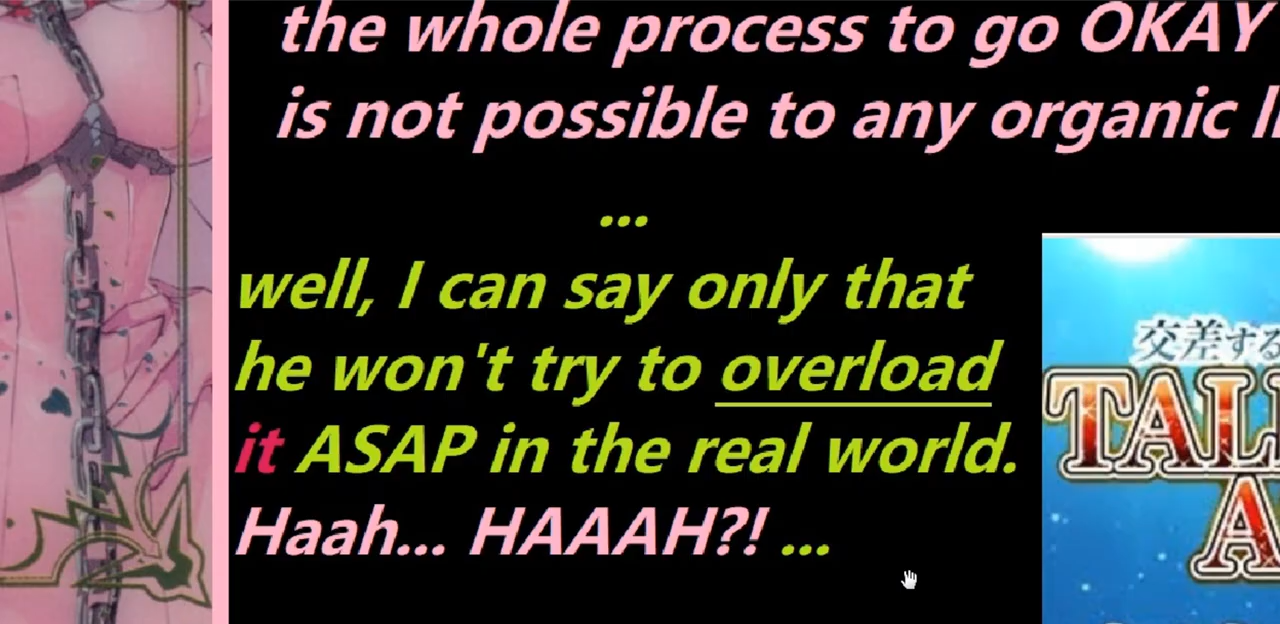 the whole process to go OKAY
is not possible to any organic
...
well, I can say only that
he won't try to overload
it ASAP in the real world.
Haah... HAAAH?! ...
交差する